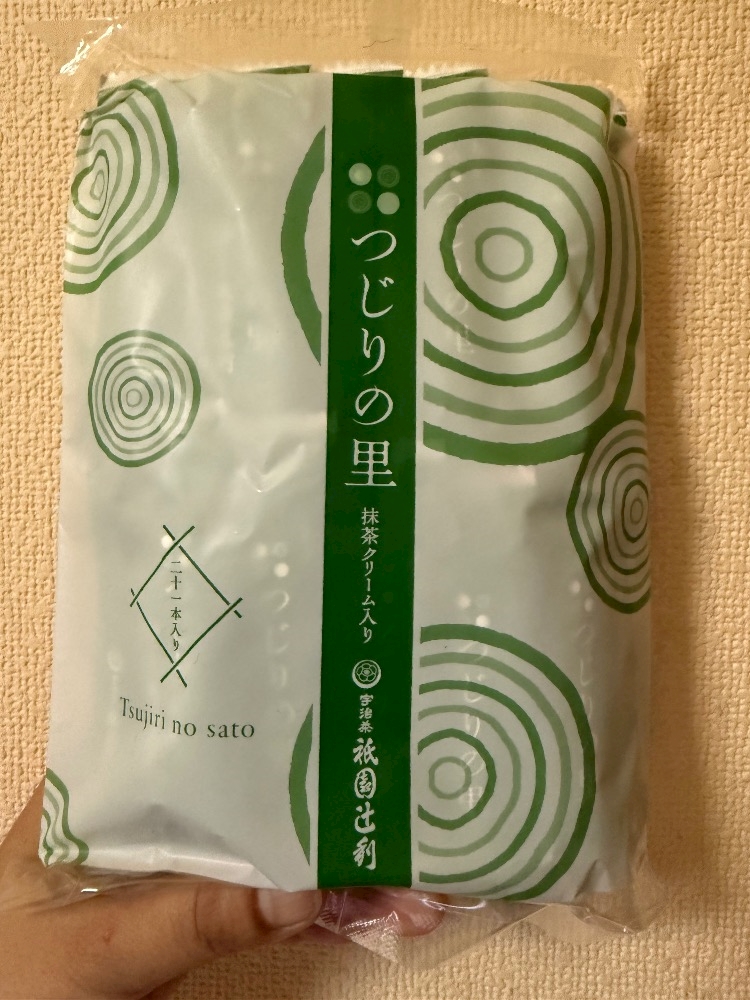 つじりの里
抹茶クリーム入り
宇治茶
祇園辻利
二十一本入り
Tsujiri no sato